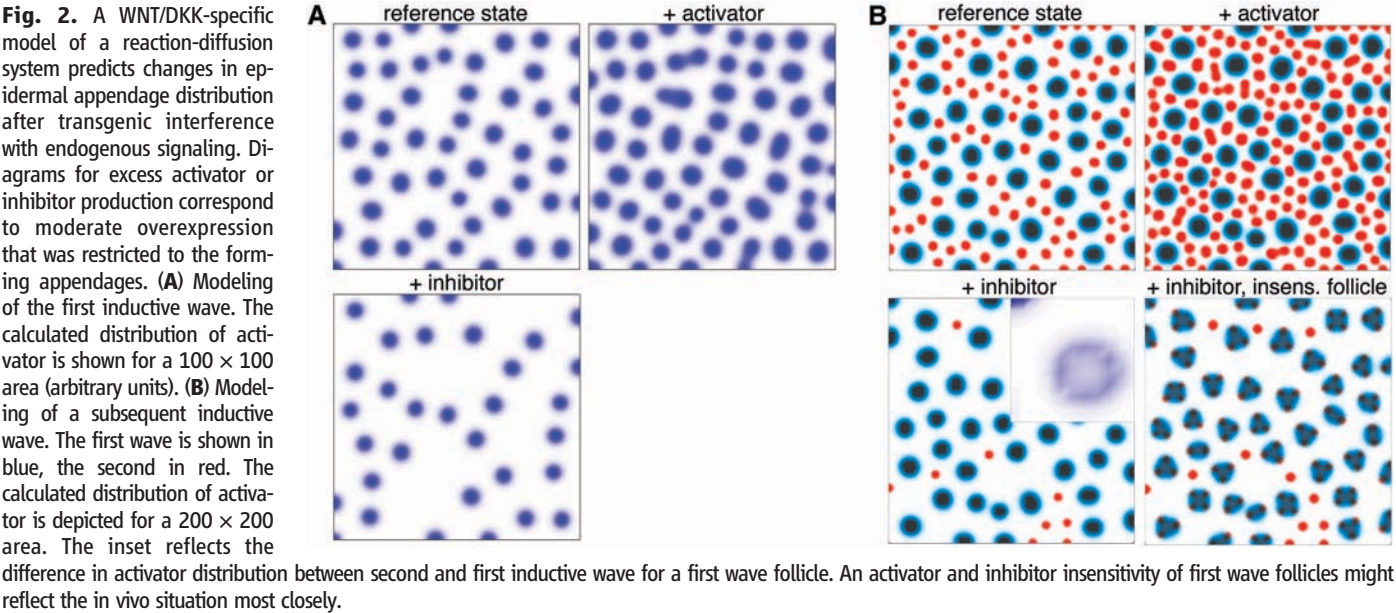 Fig. 2. A WNT/DKK-specific
model of a reaction-diffusion
system predicts changes in ep-
idermal appendage distribution
after transgenic interference
with endogenous signaling. Di-
agrams for excess activator or
inhibitor production correspond
to moderate overexpression
that was restricted to the form-
ing appendages. (A) Modeling
of the first inductive wave. The
calculated distribution of acti-
vator is shown for a 100 × 100
area (arbitrary units). (B) Model-
ing of a subsequent inductive
wave. The first wave is shown in
blue, the second in red. The
calculated distribution of activa-
tor is depicted for a 200 × 200
area. The inset reflects the
difference in activator distribution between second and first inductive wave for a first wave follicle. An activator and inhibitor insensitivity of first wave follicles might
reflect the in vivo situation most closely.
A
reference state
+ activator
+ inhibitor
B
reference state
+ activator
+ inhibitor
+ inhibitor, insens. follicle